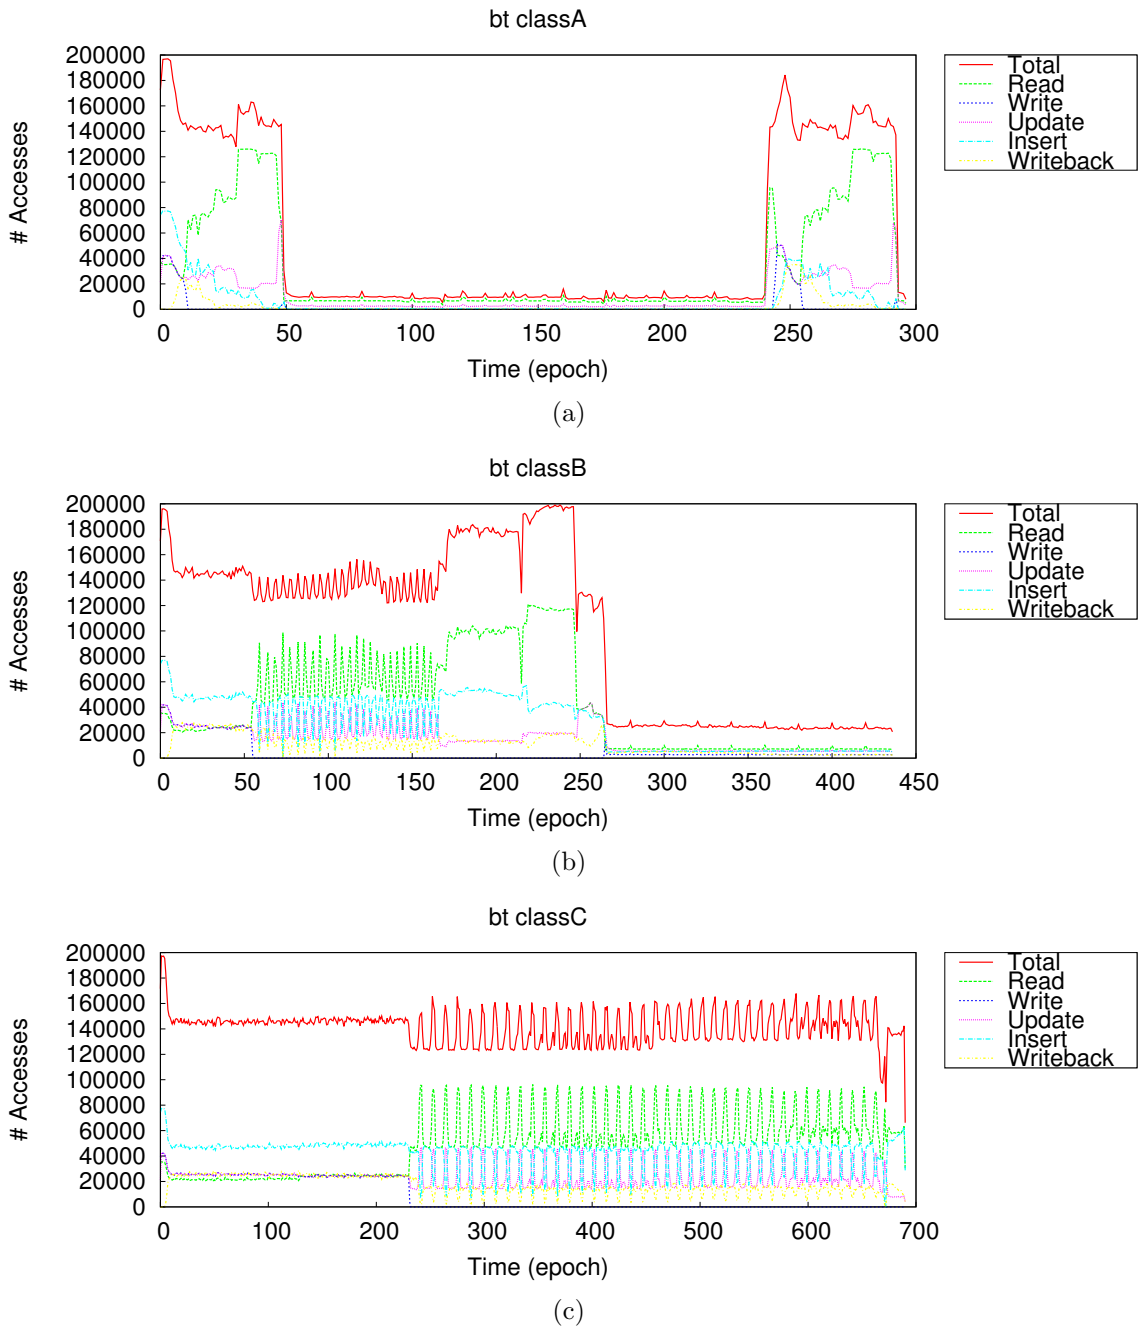 bt classA
200000
180000
160000
140000
120000
100000
80000
60000
40000
20000
0
# Accesses
0 50 100 150 200 250 300
Time (epoch)
Total
Read
Write
Update
Insert
Writeback
(a)
bt classB
200000
180000
160000
140000
120000
100000
80000
60000
40000
20000
0
# Accesses
0 50 100 150 200 250 300 350 400 450
Time (epoch)
Total
Read
Write
Update
Insert
Writeback
(b)
bt classC
200000
180000
160000
140000
120000
100000
80000
60000
40000
20000
0
# Accesses
0 100 200 300 400 500 600 700
Time (epoch)
Total
Read
Write
Update
Insert
Writeback
(c)